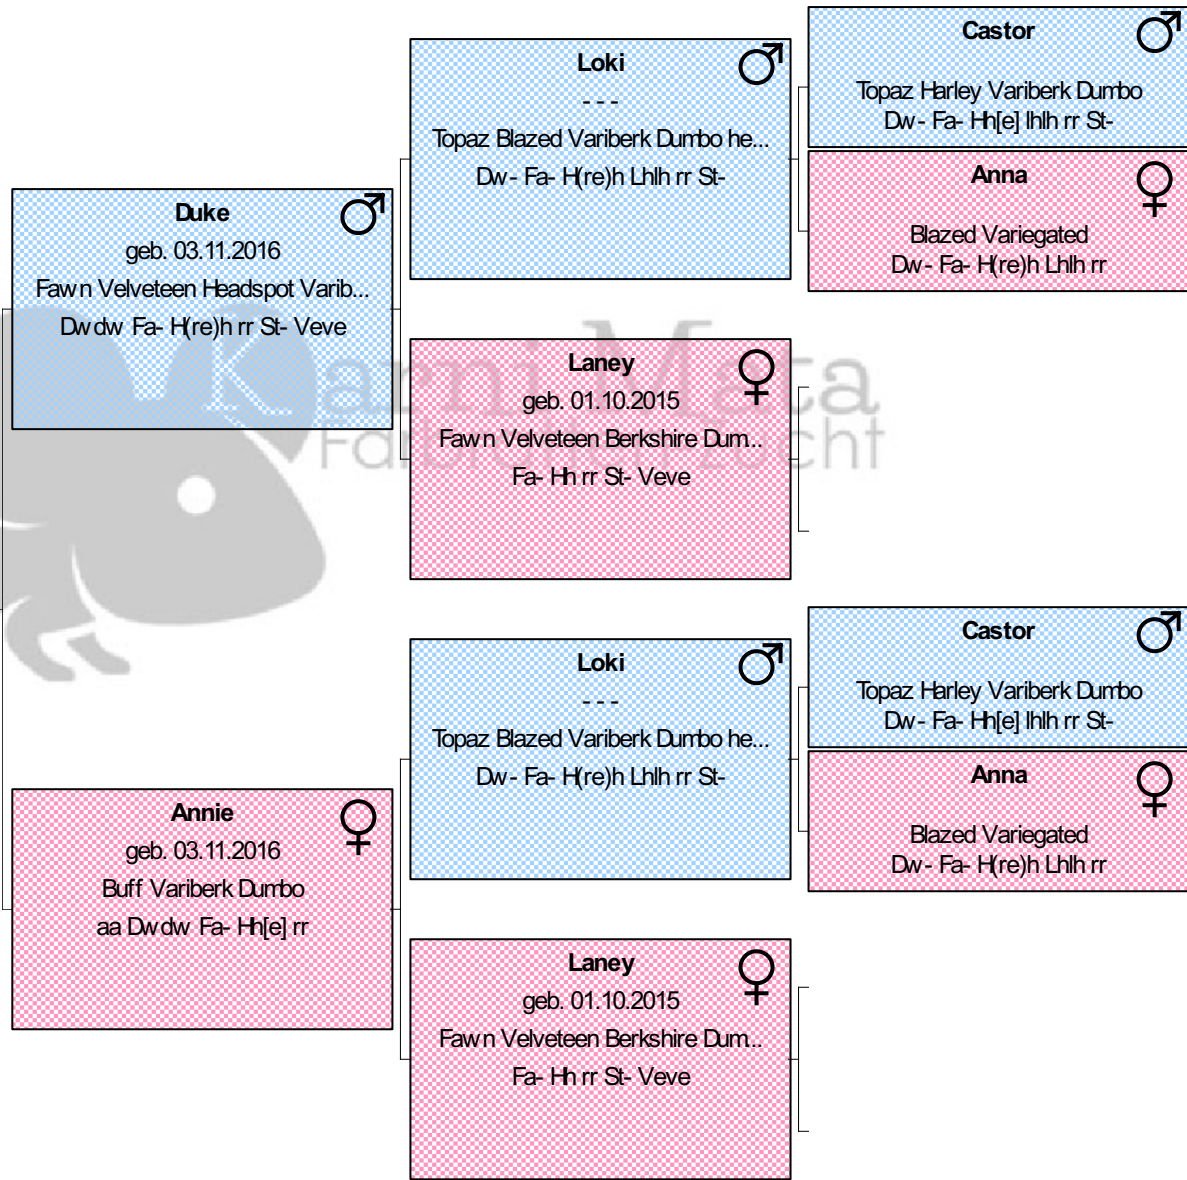 Castor
Topaz Harley Variberk Dumbo
Dw- Fa- Hh[e] lhlh rr St-
Loki
---
Topaz Blazed Variberk Dumbo he...
Dw- Fa- H(re)h Lhlh rr St-
Anna
Blazed Variegated
Dw- Fa- H(re)h Lhlh rr
Duke
geb. 03.11.2016
Fawn Velveteen Headspot Varib...
Dwdw Fa- H(re)h rr St- Veve
Karni Mata
Laney
geb. 01.10.2015
Fawn Velveteen Berkshire Dum...
Fa- Hh rr St- Veve
Castor
Topaz Harley Variberk Dumbo
Dw- Fa- Hh[e] lhlh rr St-
Loki
---
Topaz Blazed Variberk Dumbo he...
Dw- Fa- H(re)h Lhlh rr St-
Anna
Blazed Variegated
Dw- Fa- H(re)h Lhlh rr
Annie
geb. 03.11.2016
Buff Variberk Dumbo
aa Dwdw Fa- Hh[e] rr
Laney
geb. 01.10.2015
Fawn Velveteen Berkshire Dum...
Fa- Hh rr St- Veve